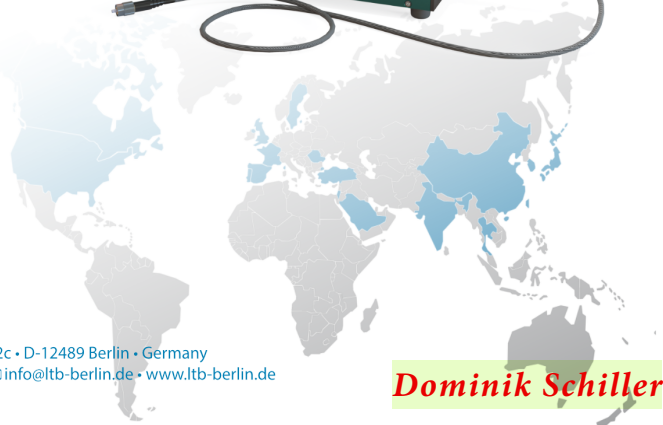 2c • D-12489 Berlin • Germany
info@ltb-berlin.de • www.ltb-berlin.de
Dominik Schiller